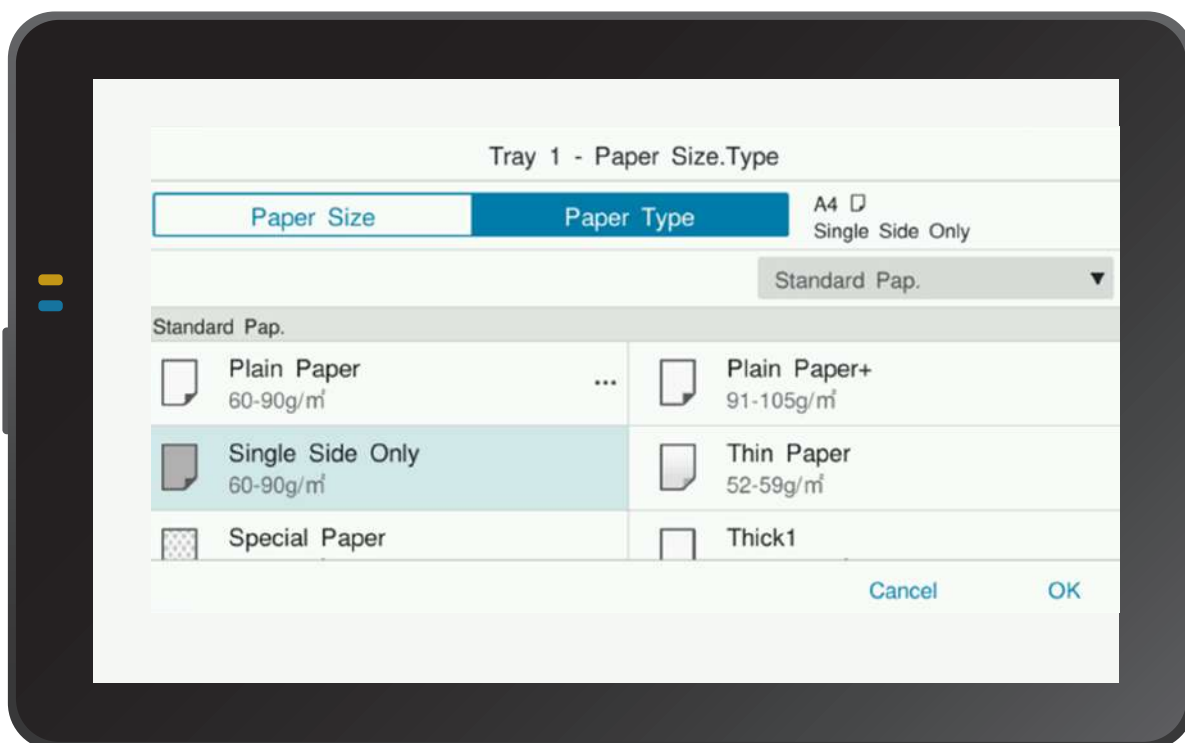 Tray 1 - Paper Size.Type
Paper Size
Paper Type
A4
Single Side Only
Standard Pap. ▼
Standard Pap.
Plain Paper
60-90g/㎡
...
Plain Paper+
91-105g/㎡
Single Side Only
60-90g/㎡
Thin Paper
52-59g/㎡
Special Paper
Thick1
Cancel
OK